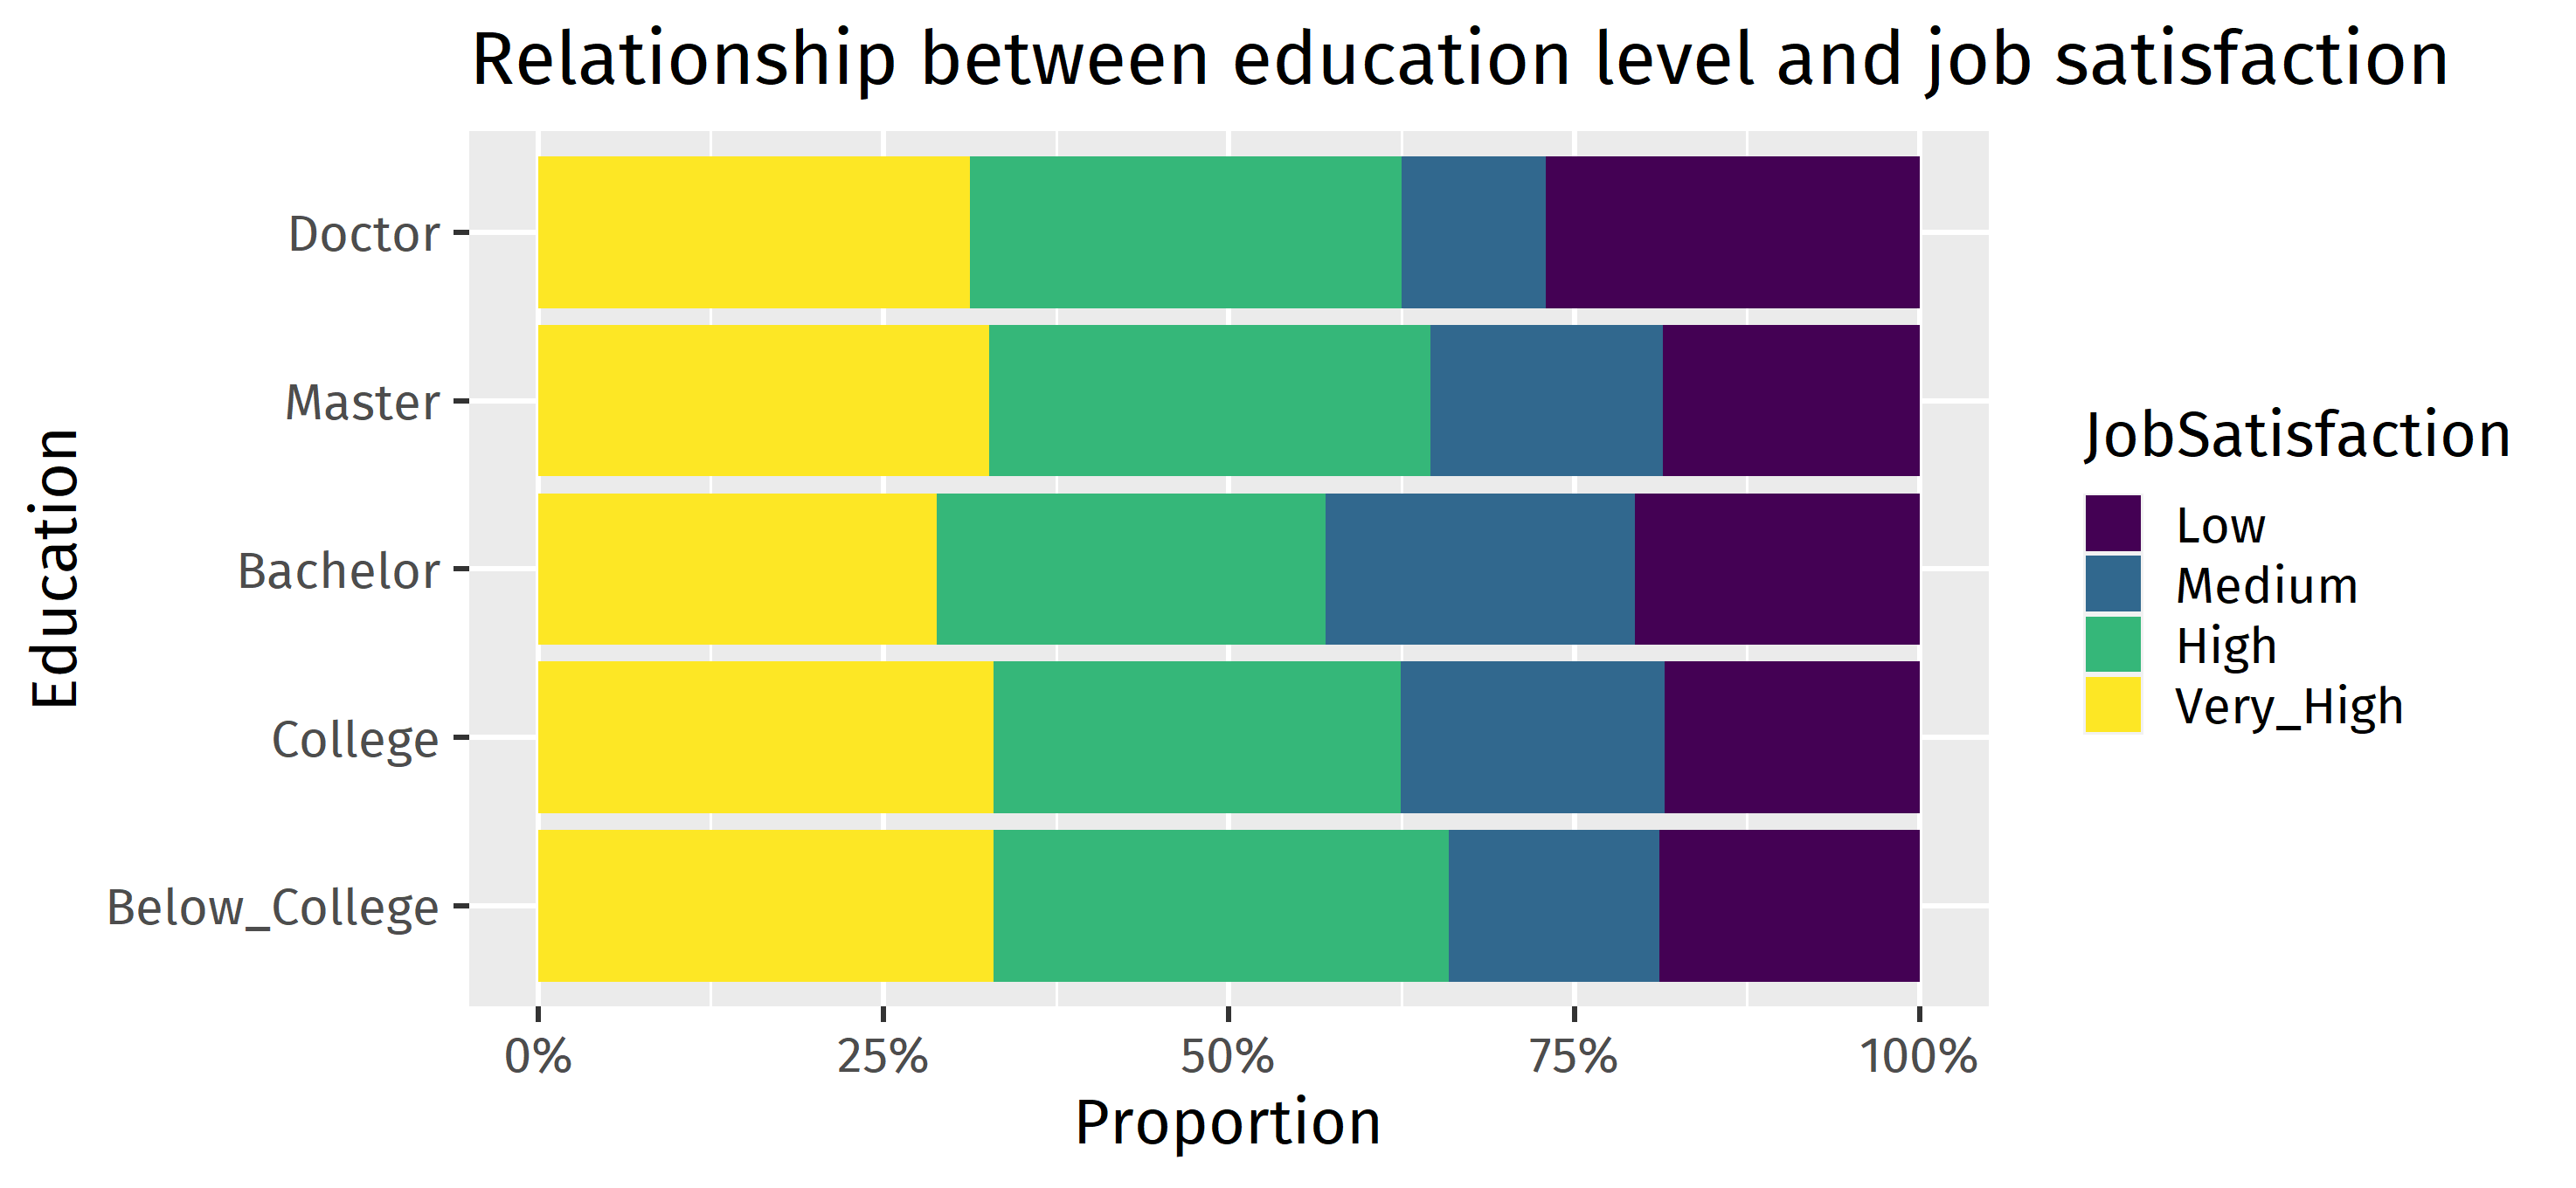 Relationship between education level and job satisfaction
Education
Doctor
Master
Bachelor
College
Below_College
0% 25% 50% 75% 100%
Proportion
JobSatisfaction
Low
Medium
High
Very_High